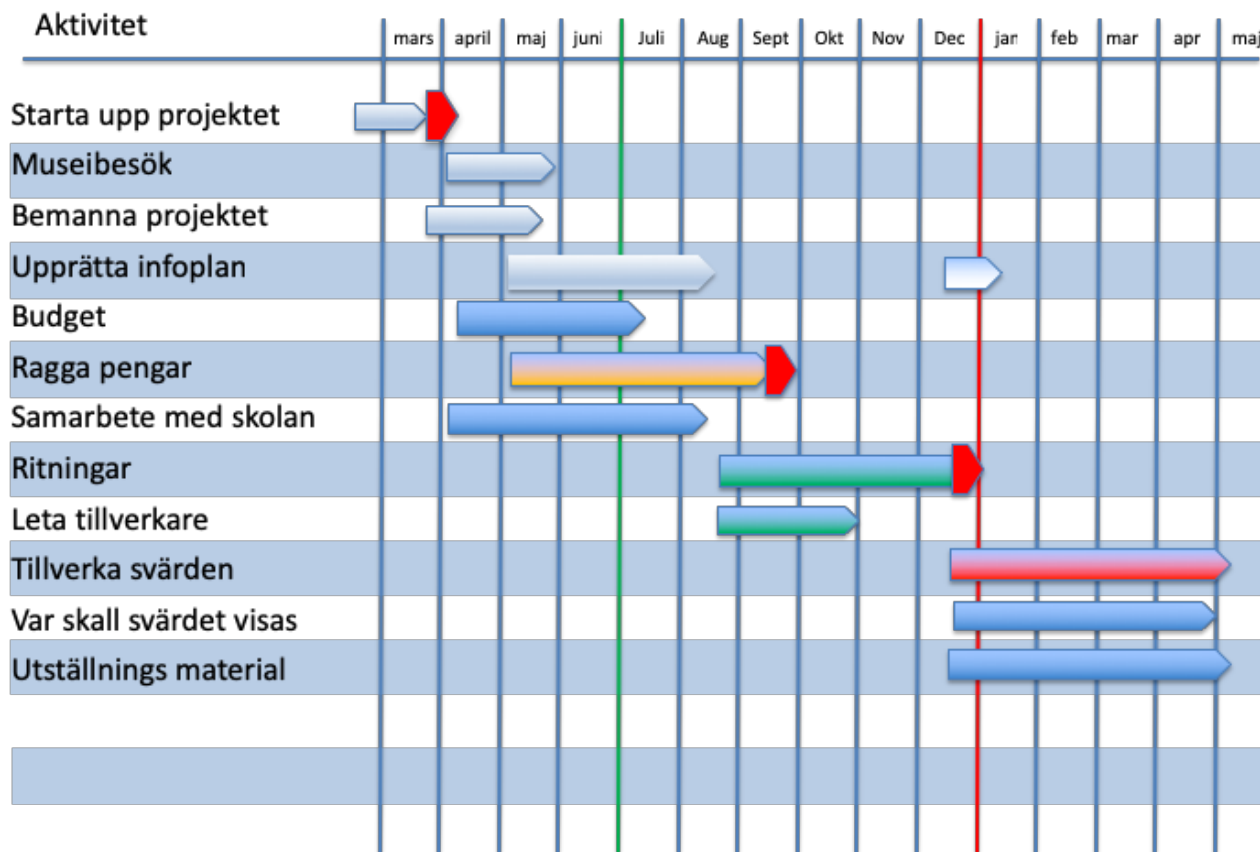 Aktivitet
mars april maj juni Juli Aug Sept Okt Nov Dec jan feb mar apr maj
Starta upp projektet
Museibesök
Bemanna projektet
Upprätta infoplan
Budget
Ragga pengar
Samarbete med skolan
Ritningar
Leta tillverkare
Tillverka svärden
Var skall svärdet visas
Utställnings material